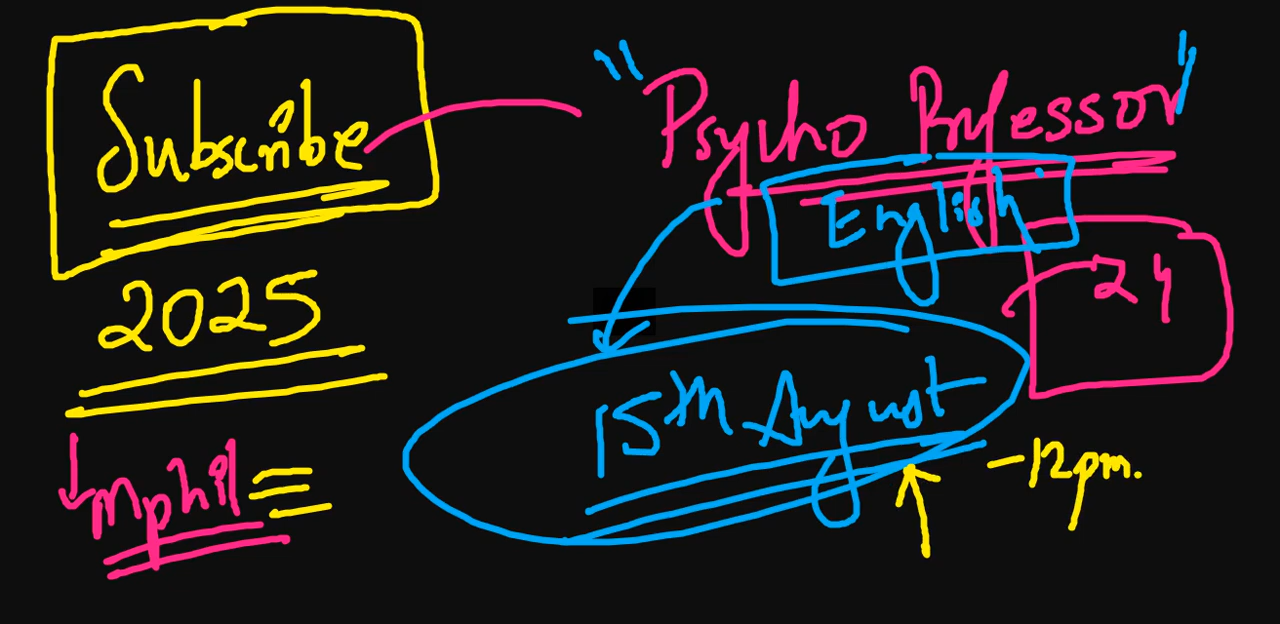 Subscribe
"Psycho Professor"
English
24
2025
15th August
-12pm.
Mphil